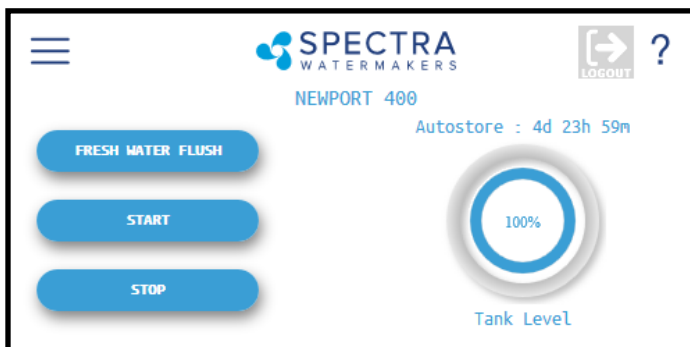 SPECTRA
WATERMAKERS
LOGOUT
?
NEWPORT 400
Autostore : 4d 23h 59m
FRESH WATER FLUSH
START
STOP
100%
Tank Level